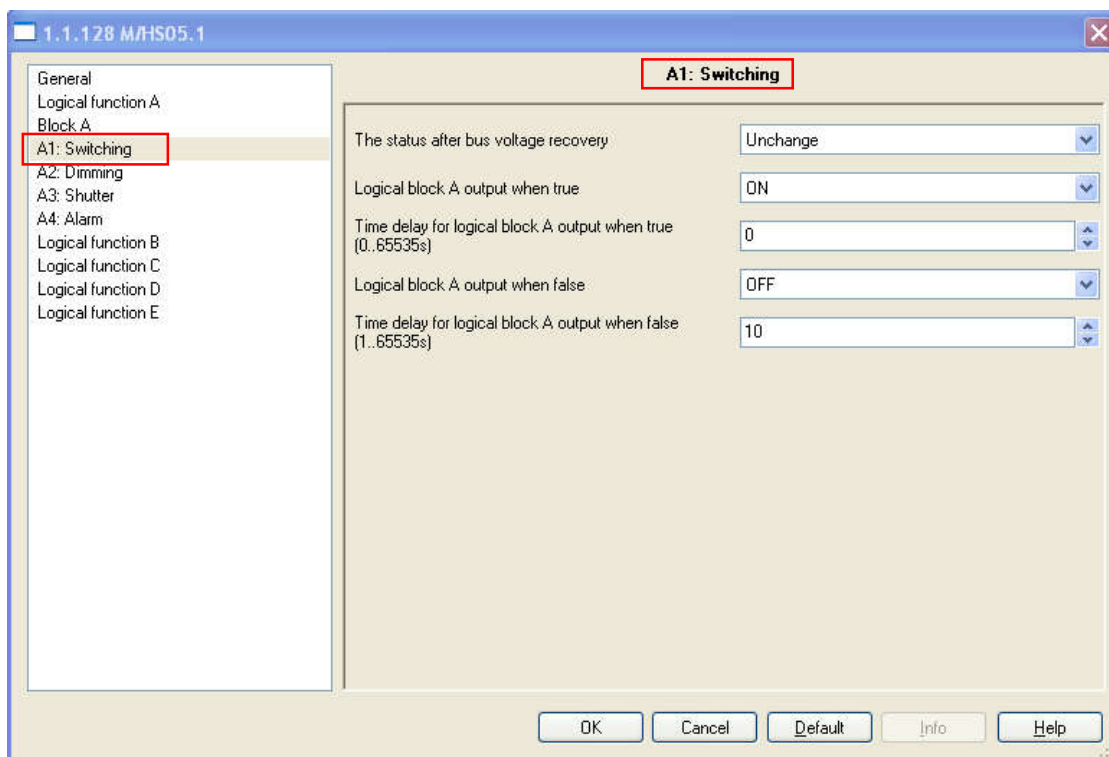 1.1.128 M/HS05.1
General
Logical function A
Block A
A1: Switching
A2: Dimming
A3: Shutter
A4: Alarm
Logical function B
Logical function C
Logical function D
Logical function E
A1: Switching
The status after bus voltage recovery
Unchange
Logical block A output when true
ON
Time delay for logical block A output when true
(0..65535s)
0
Logical block A output when false
OFF
Time delay for logical block A output when false
(1..65535s)
10
OK
Cancel
Default
Info
Help